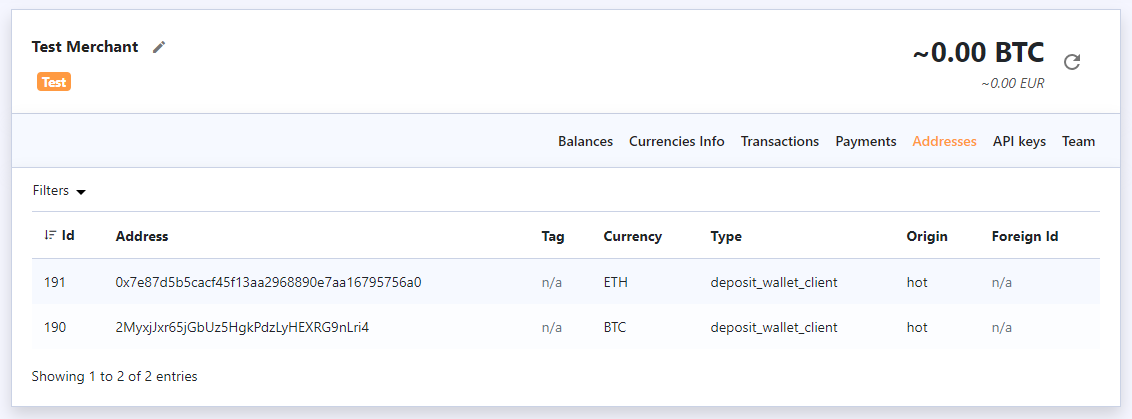 Test Merchant
~0.00 BTC
Test
~0.00 EUR
Balances Currencies Info Transactions Payments Addresses API keys Team
Filters
Id Address Tag Currency Type Origin Foreign Id
191 0x7e87d5b5cacf45f13aa2968890e7aa16795756a0 n/a ETH deposit_wallet_client hot n/a
190 2MyxjJxr65jGbUz5HgkPdzLyHEXRG9nLri4 n/a BTC deposit_wallet_client hot n/a
Showing 1 to 2 of 2 entries